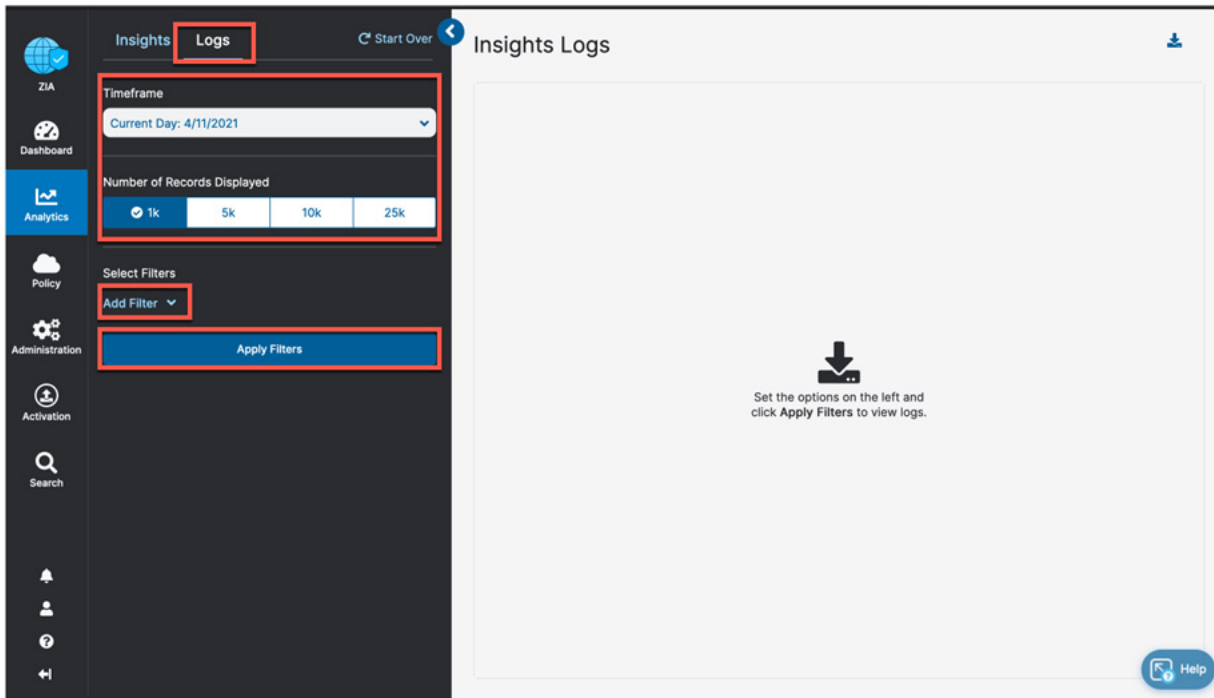 ZIA
Dashboard
Analytics
Policy
Administration
Activation
Search
Insights
Logs
Start Over
Timeframe
Current Day: 4/11/2021
Number of Records Displayed
1k
5k
10k
25k
Select Filters
Add Filter
Apply Filters
Insights Logs
Set the options on the left and
click Apply Filters to view logs.
Help